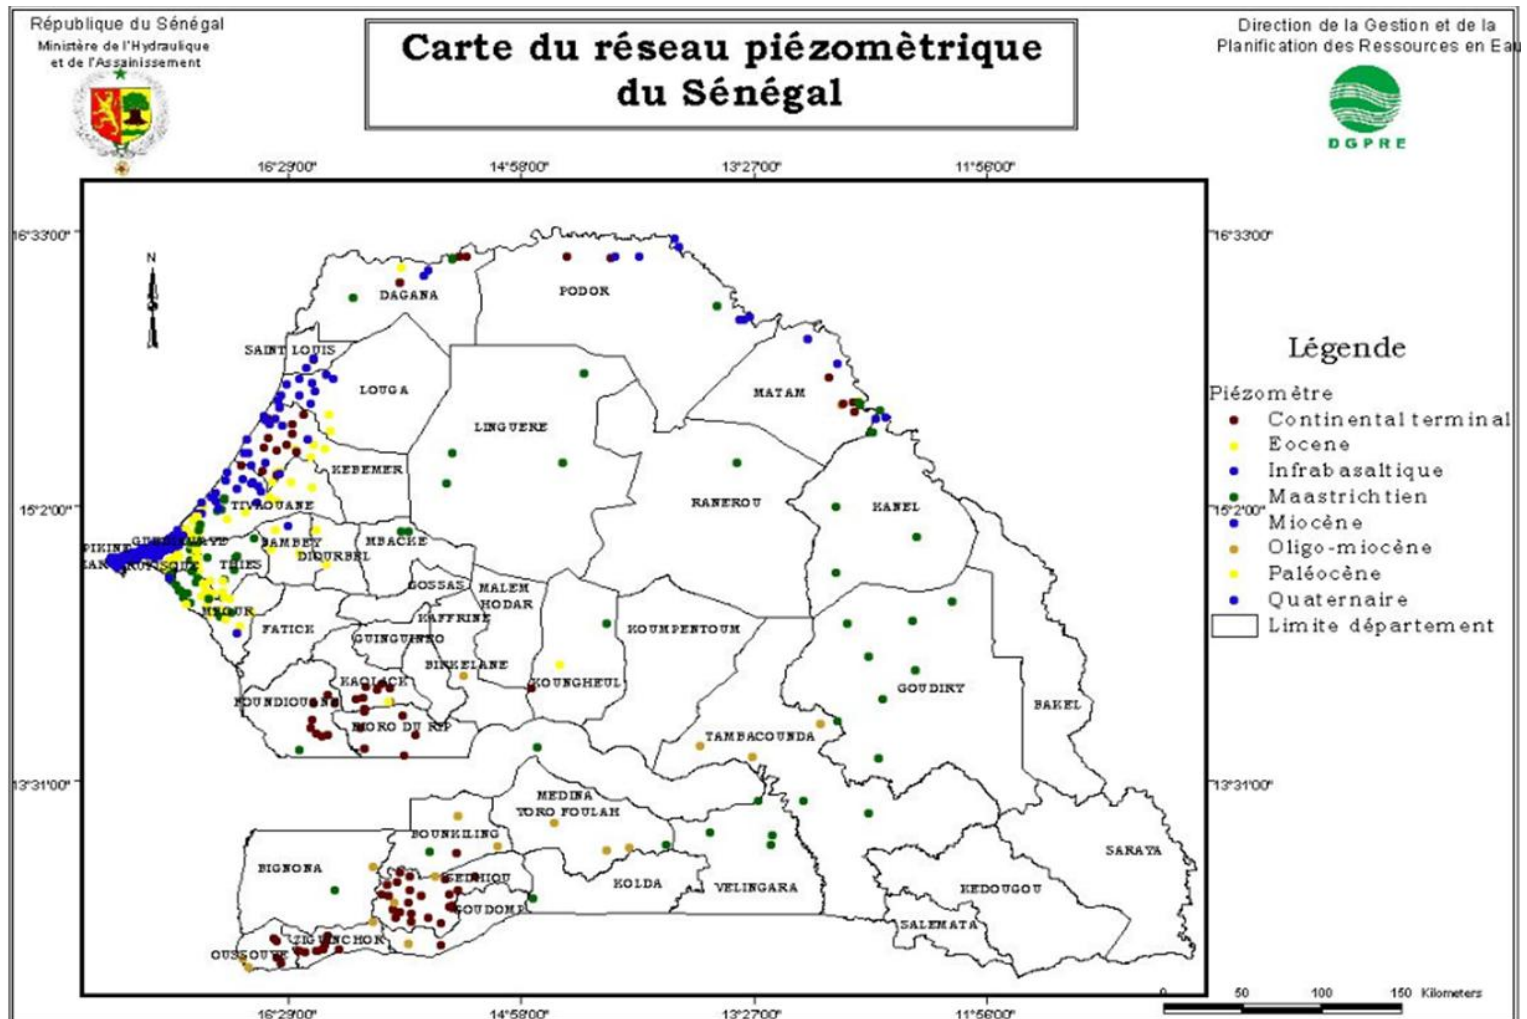 République du Sénégal
Ministère de l'Hydraulique
et de l'Assainissement
Carte du réseau piézomètrique
du Sénégal
Direction de la Gestion et de la
Planification des Ressources en Eau
DGPRE
16°29'00" 14°58'00" 13°27'00" 11°56'00"
16°33'00" 16°33'00"
N
DAGANA
PODOR
SAINT LOUIS
LOUGA
MATAM
LINGUERE
KEBEMER
RANEROU
KANEL
TIVAOUANE
15°2'00" 15°2'00"
PIKINE
BAMBEY
MBACKE
DIOURBEL
THIES
GOSSAS
MALEM
HODAR
MBOUR
FATICK
KAFFRINE
KOUMPENTOUM
GUINGUINEO
BIRKELANE
KAOLACK
KOUNGHEUL
GOUDIRY
FOUNDIOUGNE
NIORO DU RIP
BAKEL
TAMBACOUNDA
13°31'00" 13°31'00"
MEDINA
YORO FOULAH
BOUNKILING
SARAYA
BIGNONA
SEDHIOU
KOLDA
VELINGARA
KEDOUGOU
GOUDOMP
SALEMATA
ZIGUINCHOR
OUSSOUYE
16°29'00" 14°58'00" 13°27'00" 11°56'00"
Légende
Piézomètre
Continental terminal
Eocene
Infrabasaltique
Maastrichtien
Miocène
Oligo-miocène
Paléocène
Quaternaire
Limite département
0 50 100 150 Kilometers